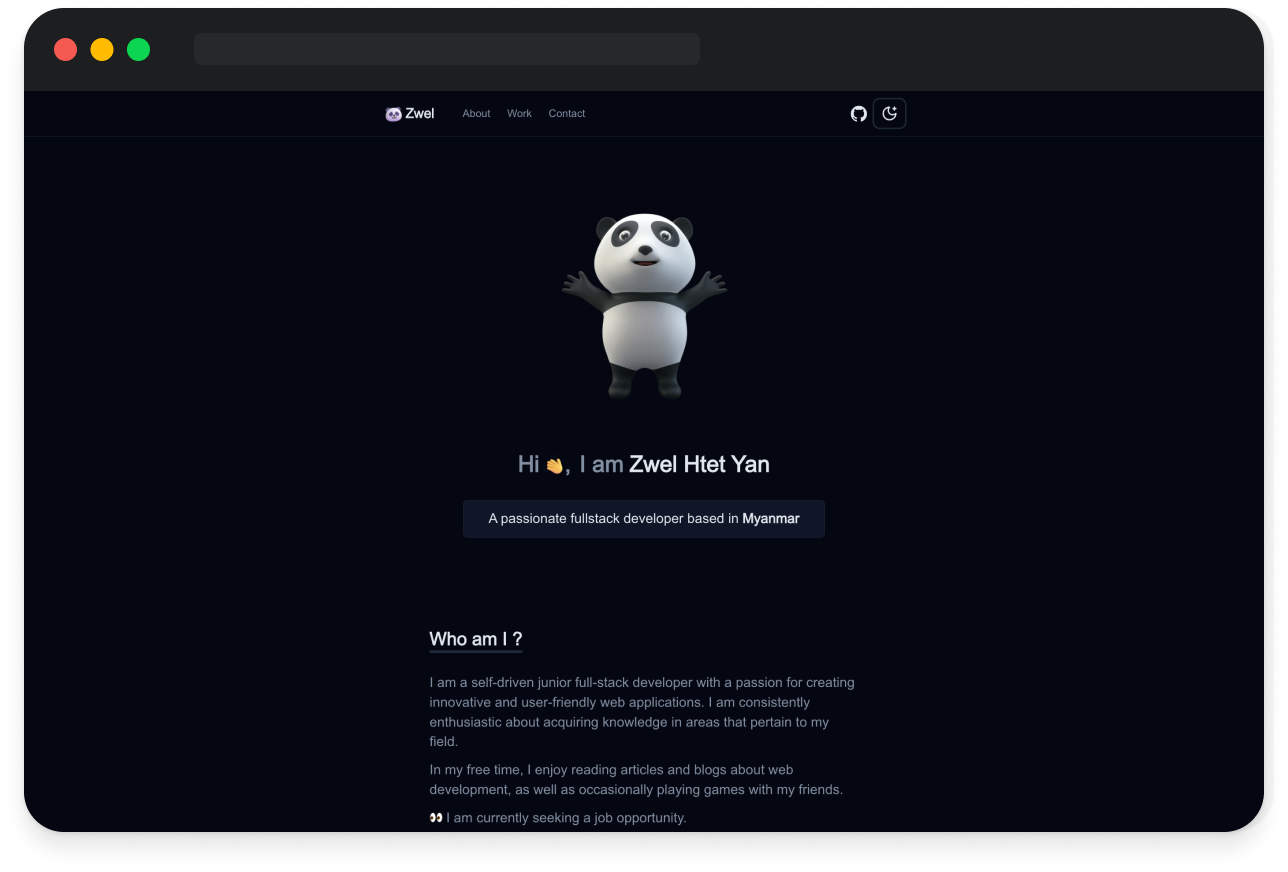 Zwel About Work Contact
Hi 👋, I am Zwel Htet Yan
A passionate fullstack developer based in Myanmar
Who am I ?
I am a self-driven junior full-stack developer with a passion for creating
innovative and user-friendly web applications. I am consistently
enthusiastic about acquiring knowledge in areas that pertain to my
field.
In my free time, I enjoy reading articles and blogs about web
development, as well as occasionally playing games with my friends.
👀 I am currently seeking a job opportunity.